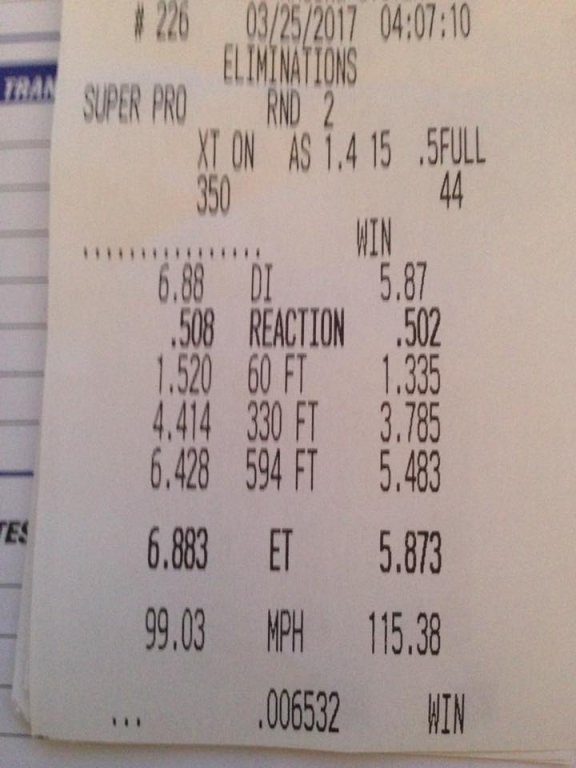 # 226 03/25/2017 04:07:10
ELIMINATIONS
TRAN
SUPER PRO RND 2
XT ON AS 1.4 15 .5FULL
350 44
................ WIN
6.88 DI 5.87
.508 REACTION .502
1.520 60 FT 1.335
4.414 330 FT 3.785
6.428 594 FT 5.483
TES
6.883 ET 5.873
99.03 MPH 115.38
... .006532 WIN